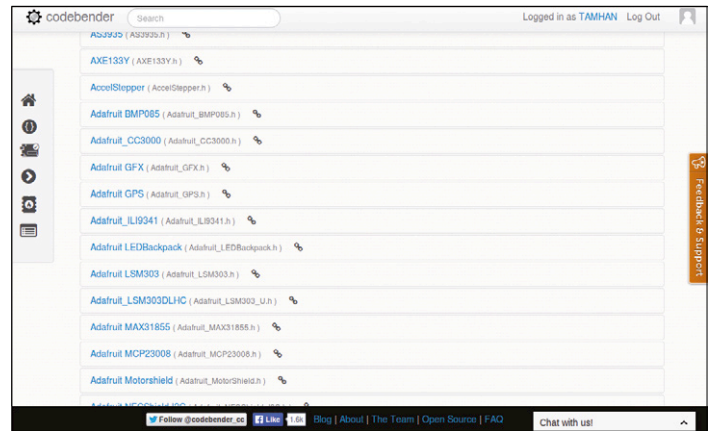 codebender
Search
Logged in as TAMHAN Log Out
AS3935 ( AS3935.h )
AXE133Y ( AXE133Y.h )
AccelStepper ( AccelStepper.h )
Adafruit BMP085 ( Adafruit_BMP085.h )
Adafruit_CC3000 ( Adafruit_CC3000.h )
Adafruit GFX ( Adafruit_GFX.h )
Adafruit GPS ( Adafruit_GPS.h )
Adafruit_ILI9341 ( Adafruit_ILI9341.h )
Adafruit LEDBackpack ( Adafruit_LEDBackpack.h )
Adafruit LSM303 ( Adafruit_LSM303.h )
Adafruit_LSM303DLHC ( Adafruit_LSM303_U.h )
Adafruit MAX31855 ( Adafruit_MAX31855.h )
Adafruit MCP23008 ( Adafruit_MCP23008.h )
Adafruit Motorshield ( Adafruit_MotorShield.h )
Feedback & Support
Follow @codebender_cc
Like 1.6k
Blog | About | The Team | Open Source | FAQ
Chat with us!